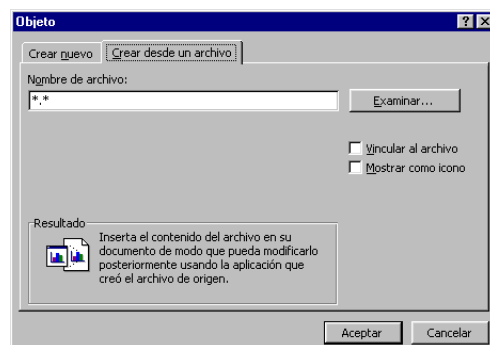 Objeto
Crear nuevo
Crear desde un archivo
Nombre de archivo:
*.*
Examinar...
Vincular al archivo
Mostrar como icono
Resultado
Inserta el contenido del archivo en su
documento de modo que pueda modificarlo
posteriormente usando la aplicación que
creó el archivo de origen.
Aceptar
Cancelar